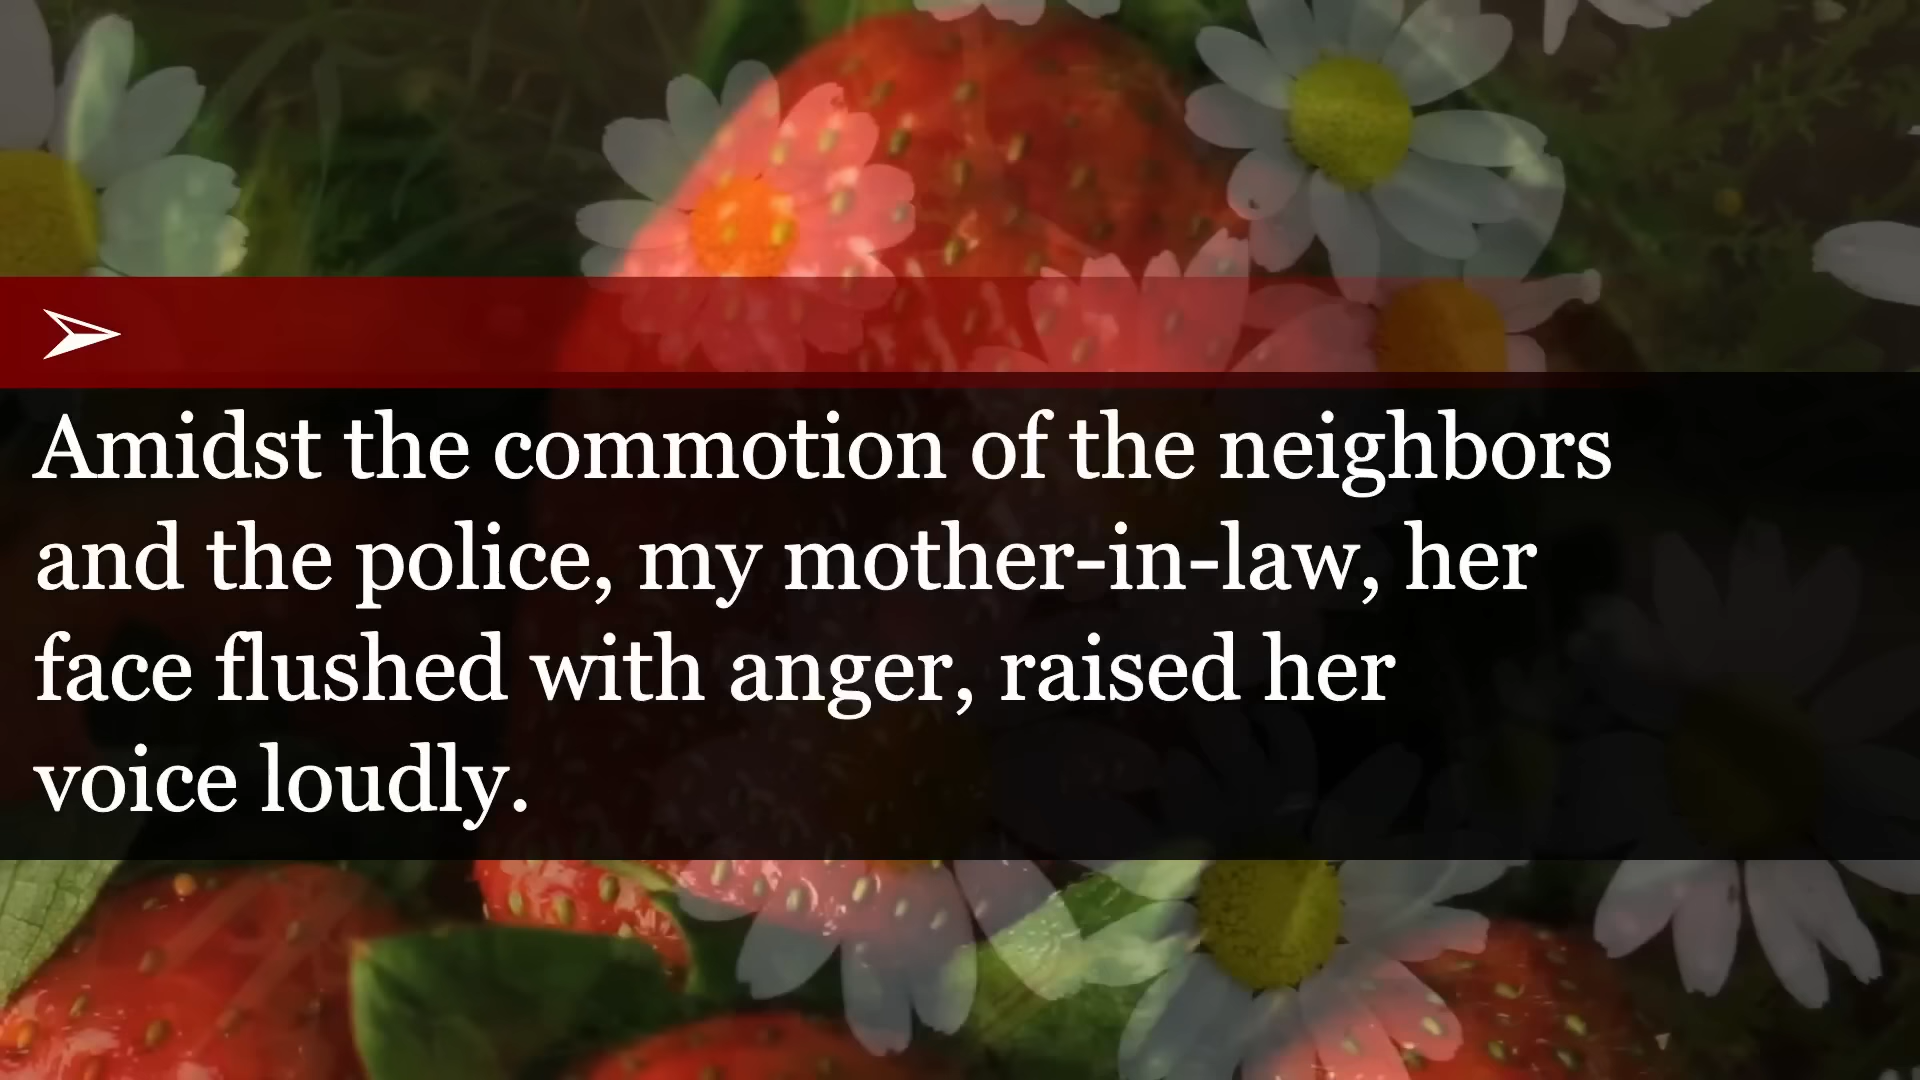 Amidst the commotion of the neighbors
and the police, my mother-in-law, her
face flushed with anger, raised her
voice loudly.